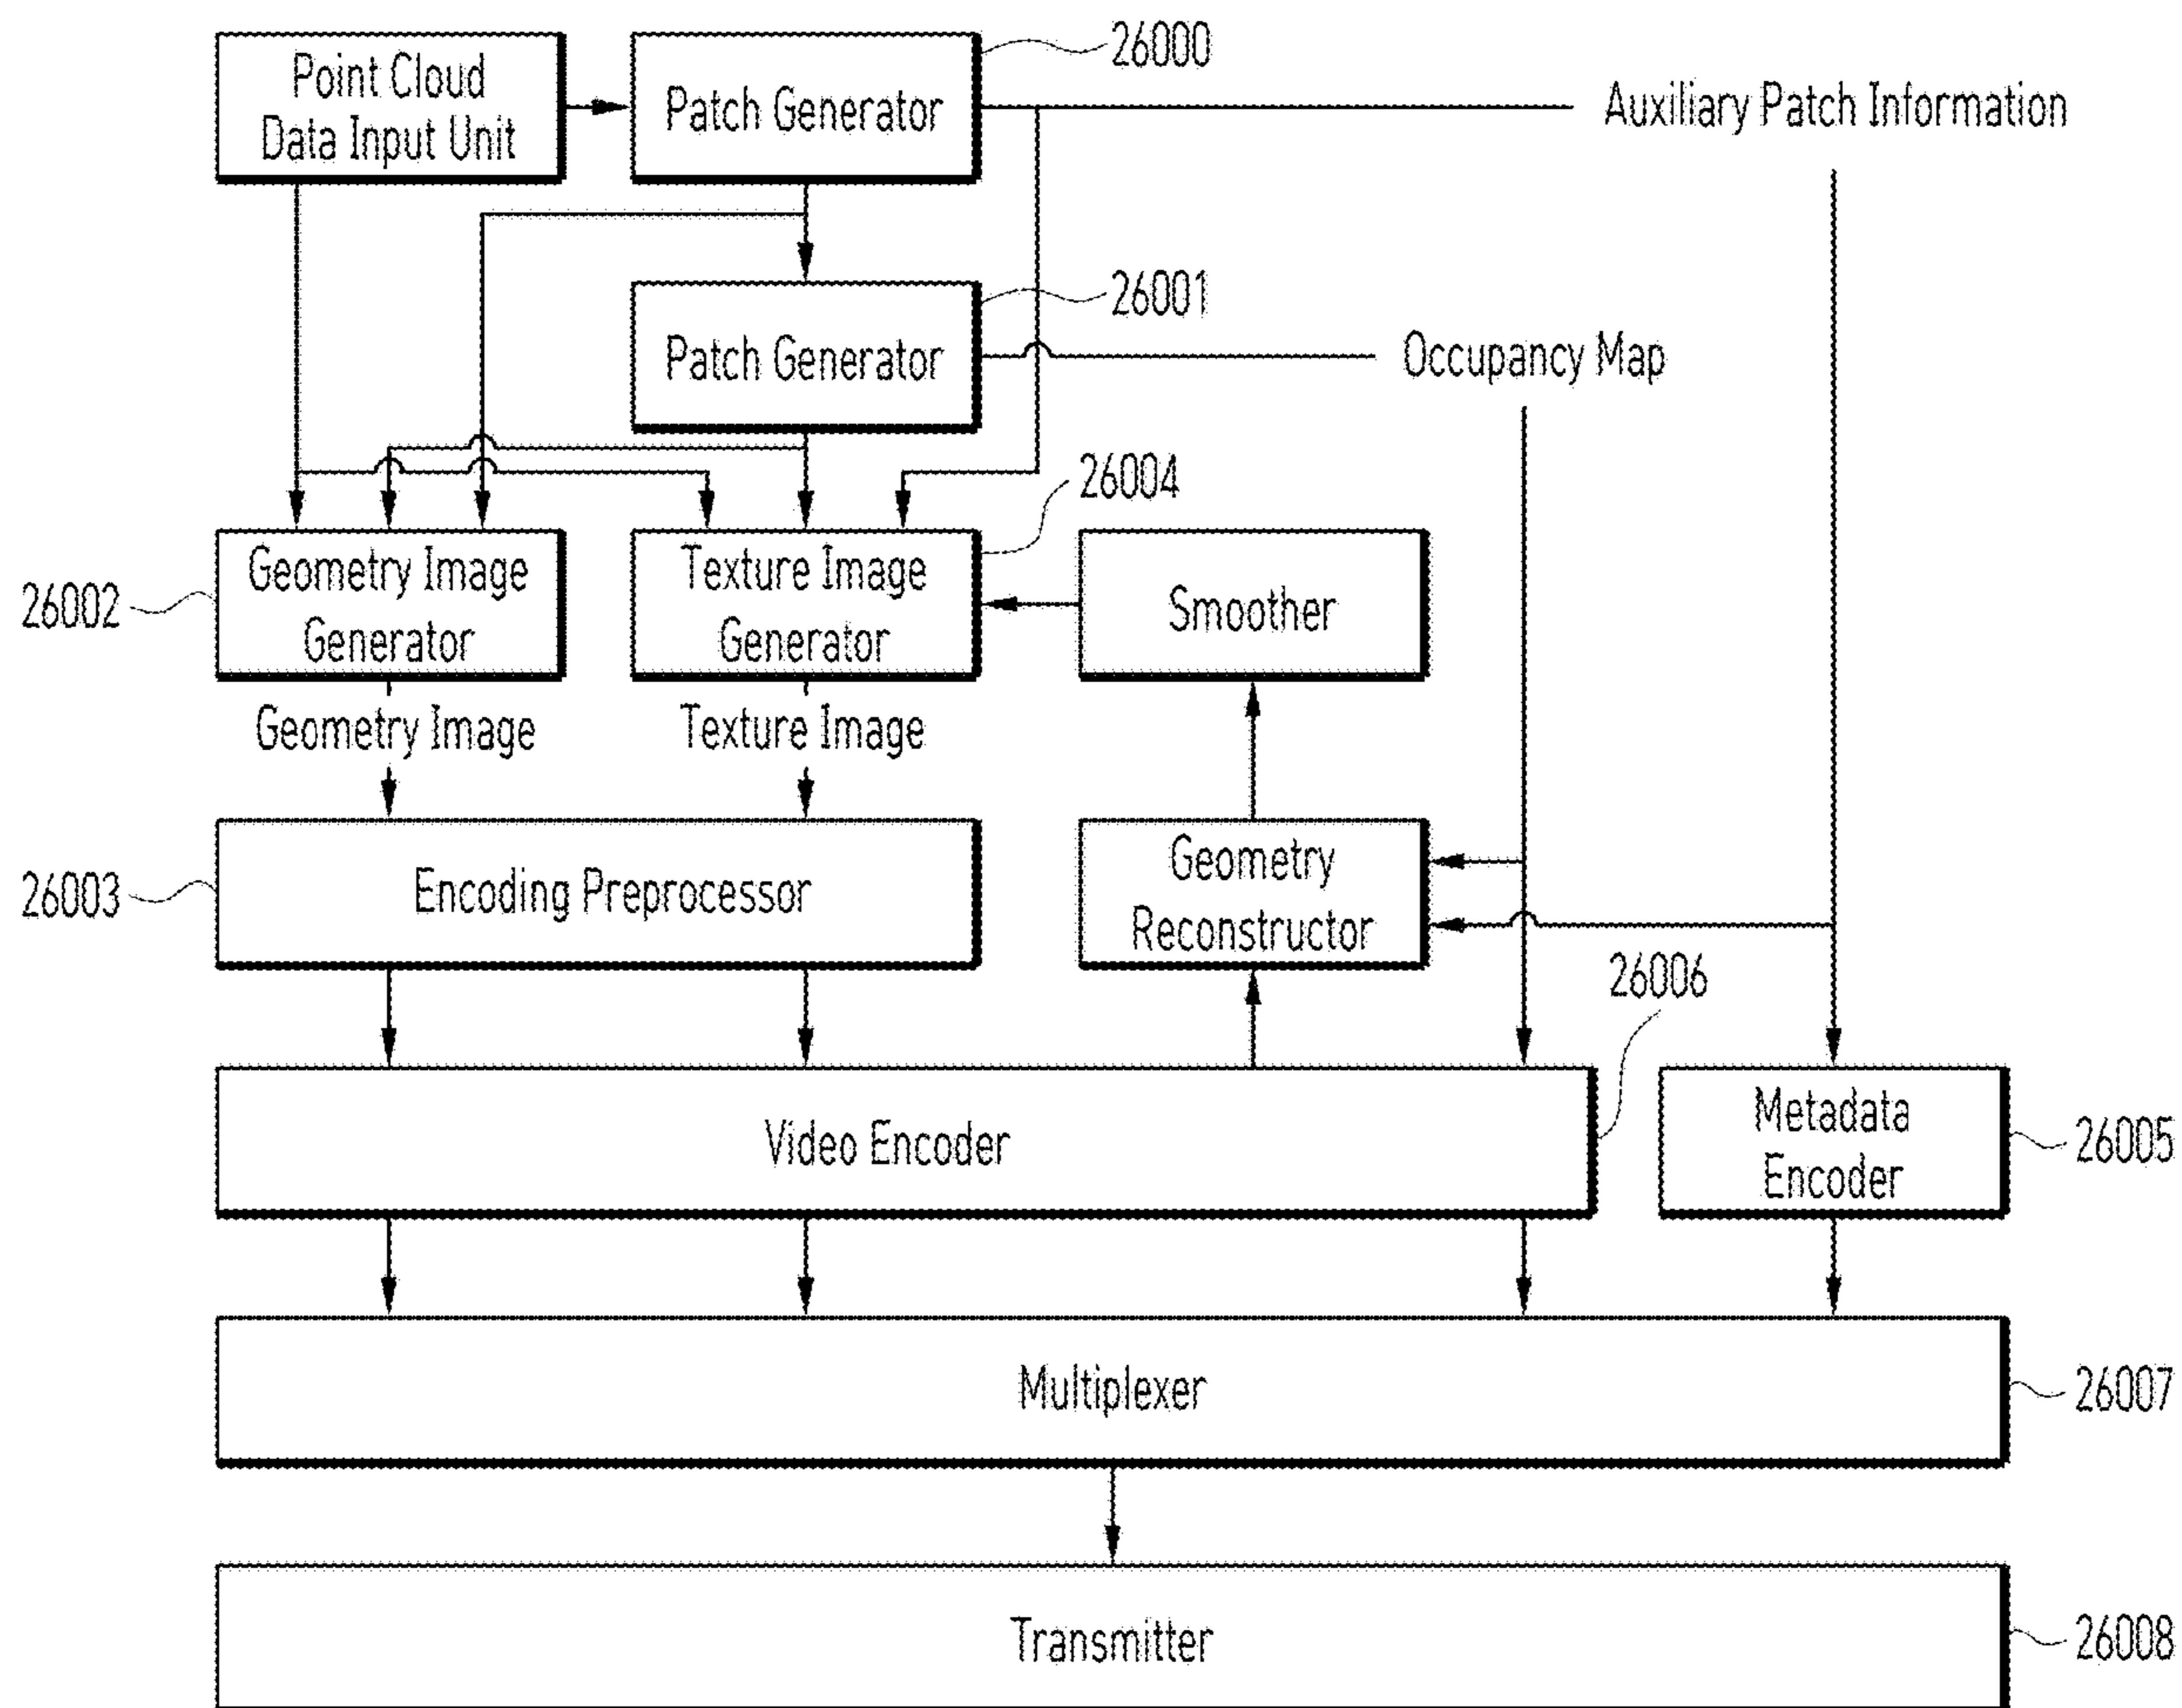 Point Cloud
Data Input Unit
Patch Generator
26000
Auxiliary Patch Information
Patch Generator
26001
Occupancy Map
26004
26002
Geometry Image
Generator
Texture Image
Generator
Smoother
Geometry Image
Texture Image
26003
Encoding Preprocessor
Geometry
Reconstructor
26006
Video Encoder
Metadata
Encoder
26005
Multiplexer
26007
Transmitter
26008